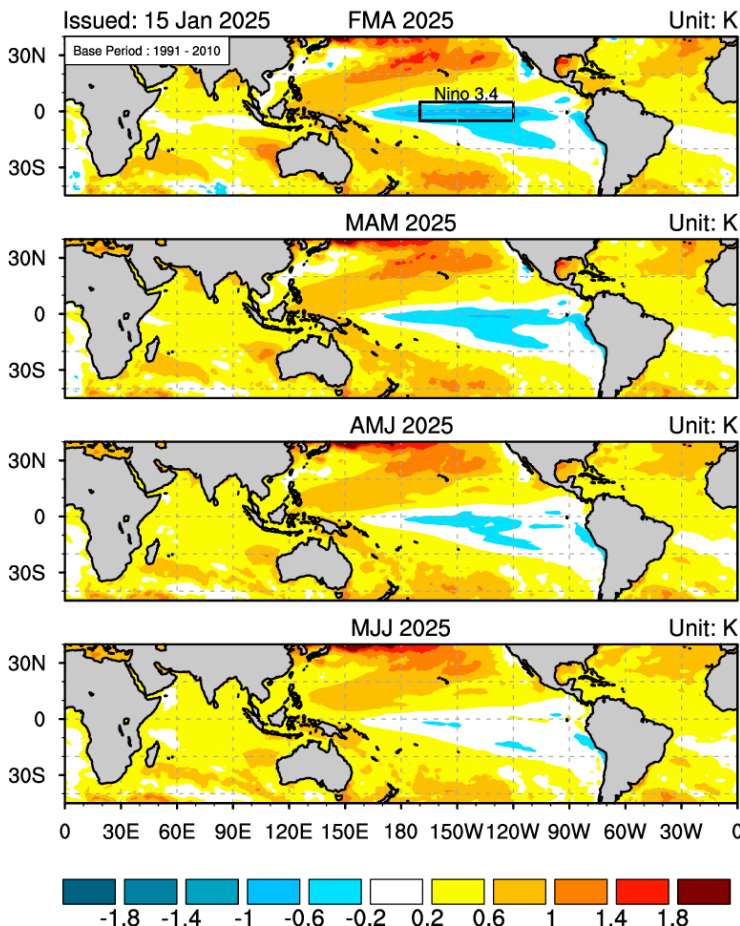 Issued: 15 Jan 2025 FMA 2025 Unit: K
Base Period : 1991 - 2010
30N
Nino 3.4
0
30S
MAM 2025 Unit: K
30N
0
30S
AMJ 2025 Unit: K
30N
0
30S
MJJ 2025 Unit: K
30N
0
30S
0 30E 60E 90E 120E 150E 180 150W 120W 90W 60W 30W 0
-1.8 -1.4 -1 -0.6 -0.2 0.2 0.6 1 1.4 1.8